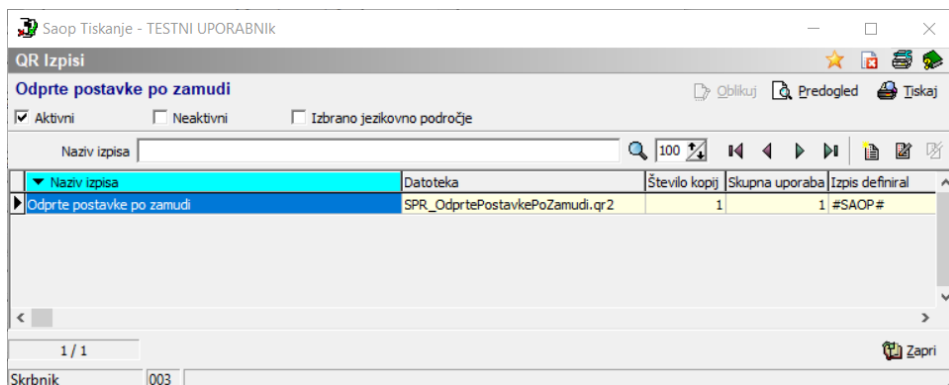 Saop Tiskanje - TESTNI UPORABNIk
QR Izpisi
Odprte postavke po zamudi
Oblikuj Predogled Tiskaj
Aktivni Neaktivni Izbrano jezikovno področje
Naziv izpisa 100
Naziv izpisa Datoteka Število kopij Skupna uporaba Izpis definiral
Odprte postavke po zamudi SPR_OdprtePostavkePoZamudi.qr2 1 1 #SAOP#
1 / 1 Zapri
Skrbnik 003